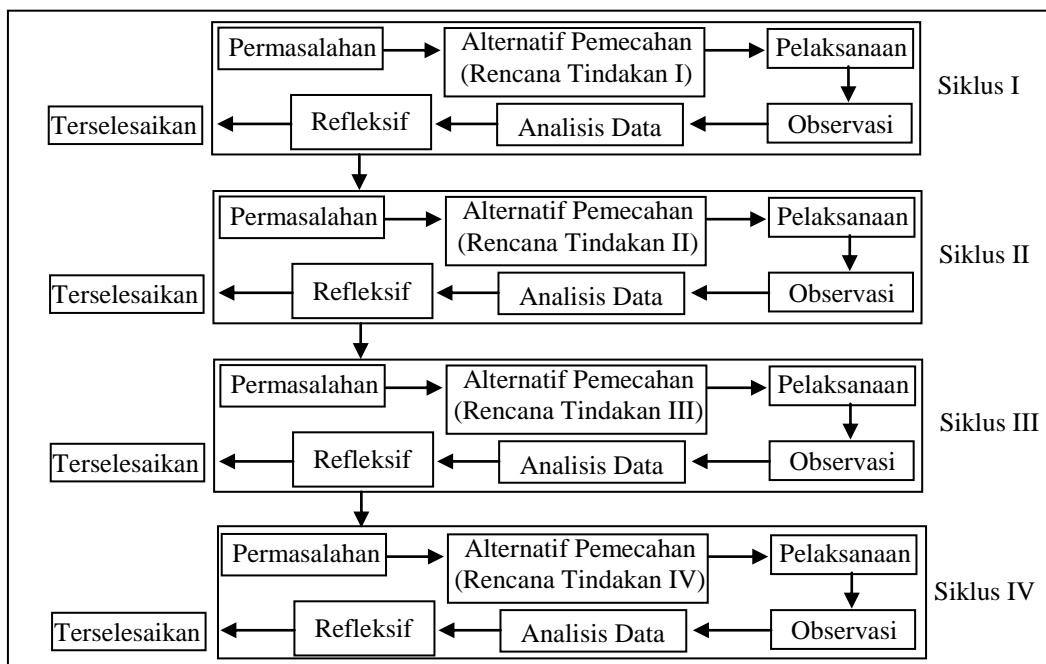 Permasalahan
Alternatif Pemecahan
(Rencana Tindakan I)
Pelaksanaan
Siklus I
Terselesaikan
Refleksif
Analisis Data
Observasi
Permasalahan
Alternatif Pemecahan
(Rencana Tindakan II)
Pelaksanaan
Siklus II
Terselesaikan
Refleksif
Analisis Data
Observasi
Permasalahan
Alternatif Pemecahan
(Rencana Tindakan III)
Pelaksanaan
Siklus III
Terselesaikan
Refleksif
Analisis Data
Observasi
Permasalahan
Alternatif Pemecahan
(Rencana Tindakan IV)
Pelaksanaan
Siklus IV
Terselesaikan
Refleksif
Analisis Data
Observasi